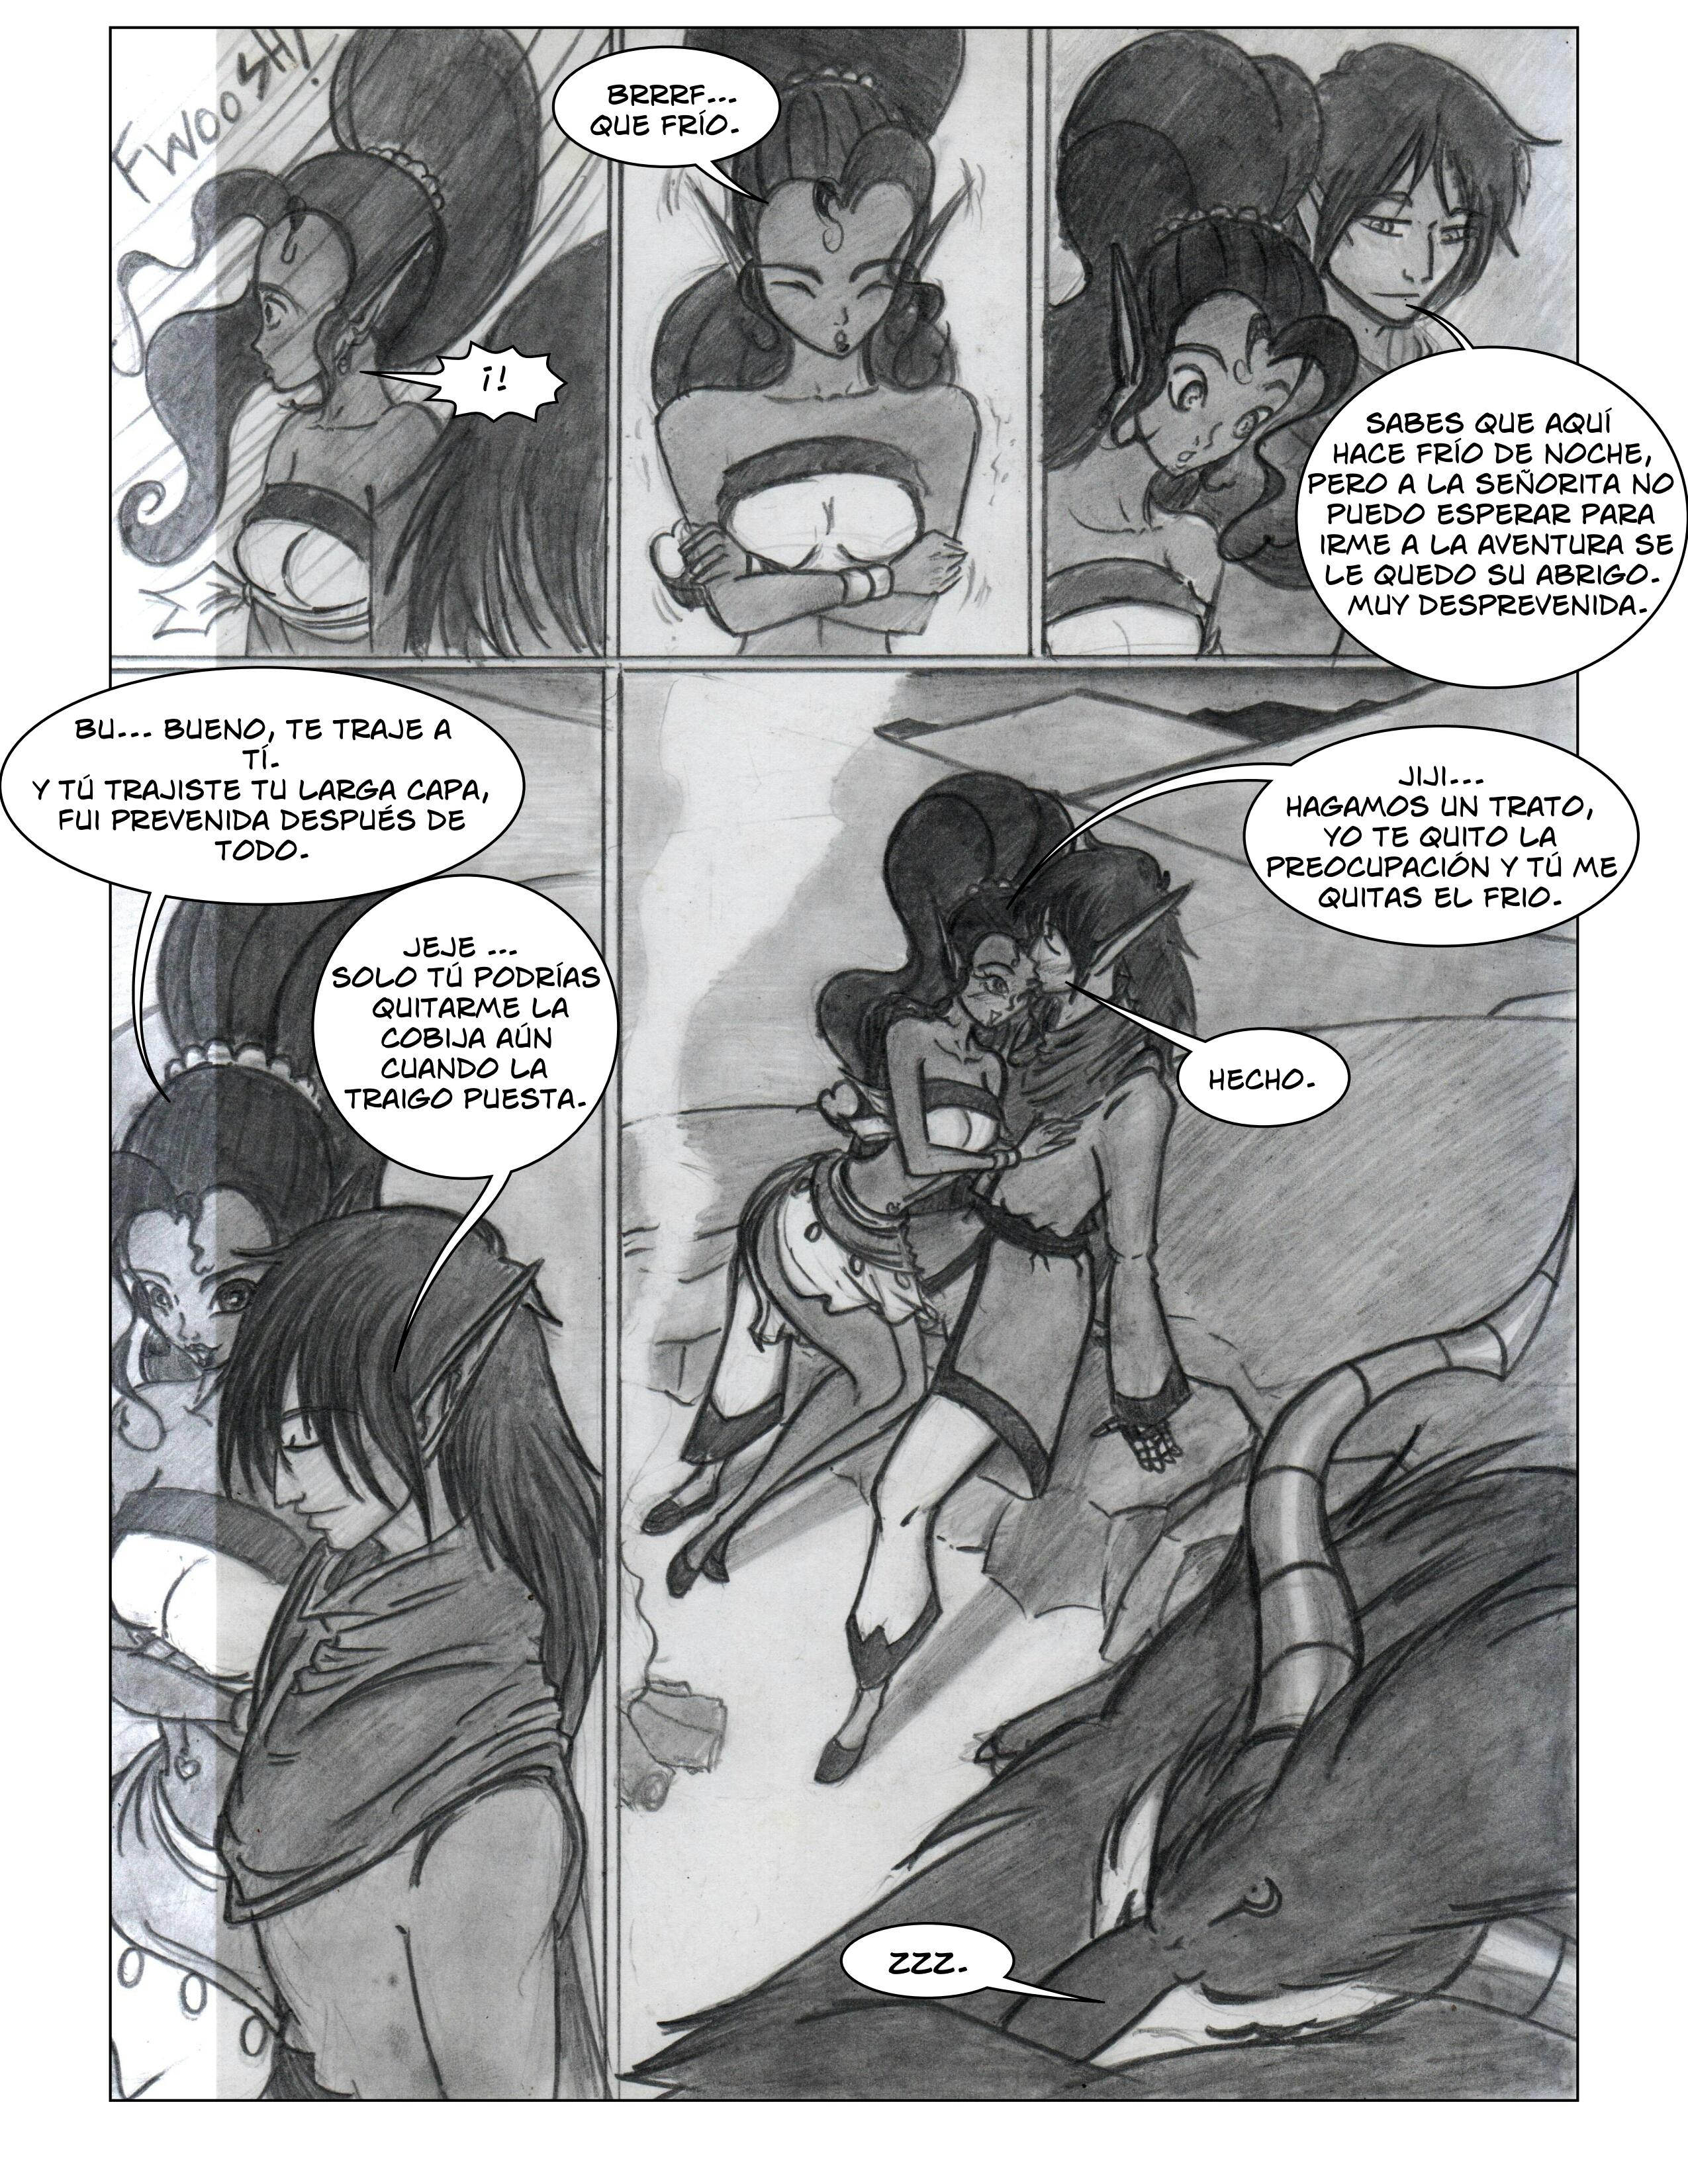 FWOOSH!
¡!
BRRRF...
QUE FRÍO.
SABES QUE AQUÍ
HACE FRÍO DE NOCHE,
PERO A LA SEÑORITA NO
PUEDO ESPERAR PARA
IRME A LA AVENTURA SE
LE QUEDO SU ABRIGO.
MUY DESPREVENIDA.
BU... BUENO, TE TRAJE A
TÍ.
Y TÚ TRAJISTE TU LARGA CAPA,
FUI PREVENIDA DESPUÉS DE
TODO.
JEJE ...
SOLO TÚ PODRÍAS
QUITARME LA
COBIJA AÚN
CUANDO LA
TRAIGO PUESTA.
JIJI...
HAGAMOS UN TRATO,
YO TE QUITO LA
PREOCUPACIÓN Y TÚ ME
QUITAS EL FRIO.
HECHO.
ZZZ.